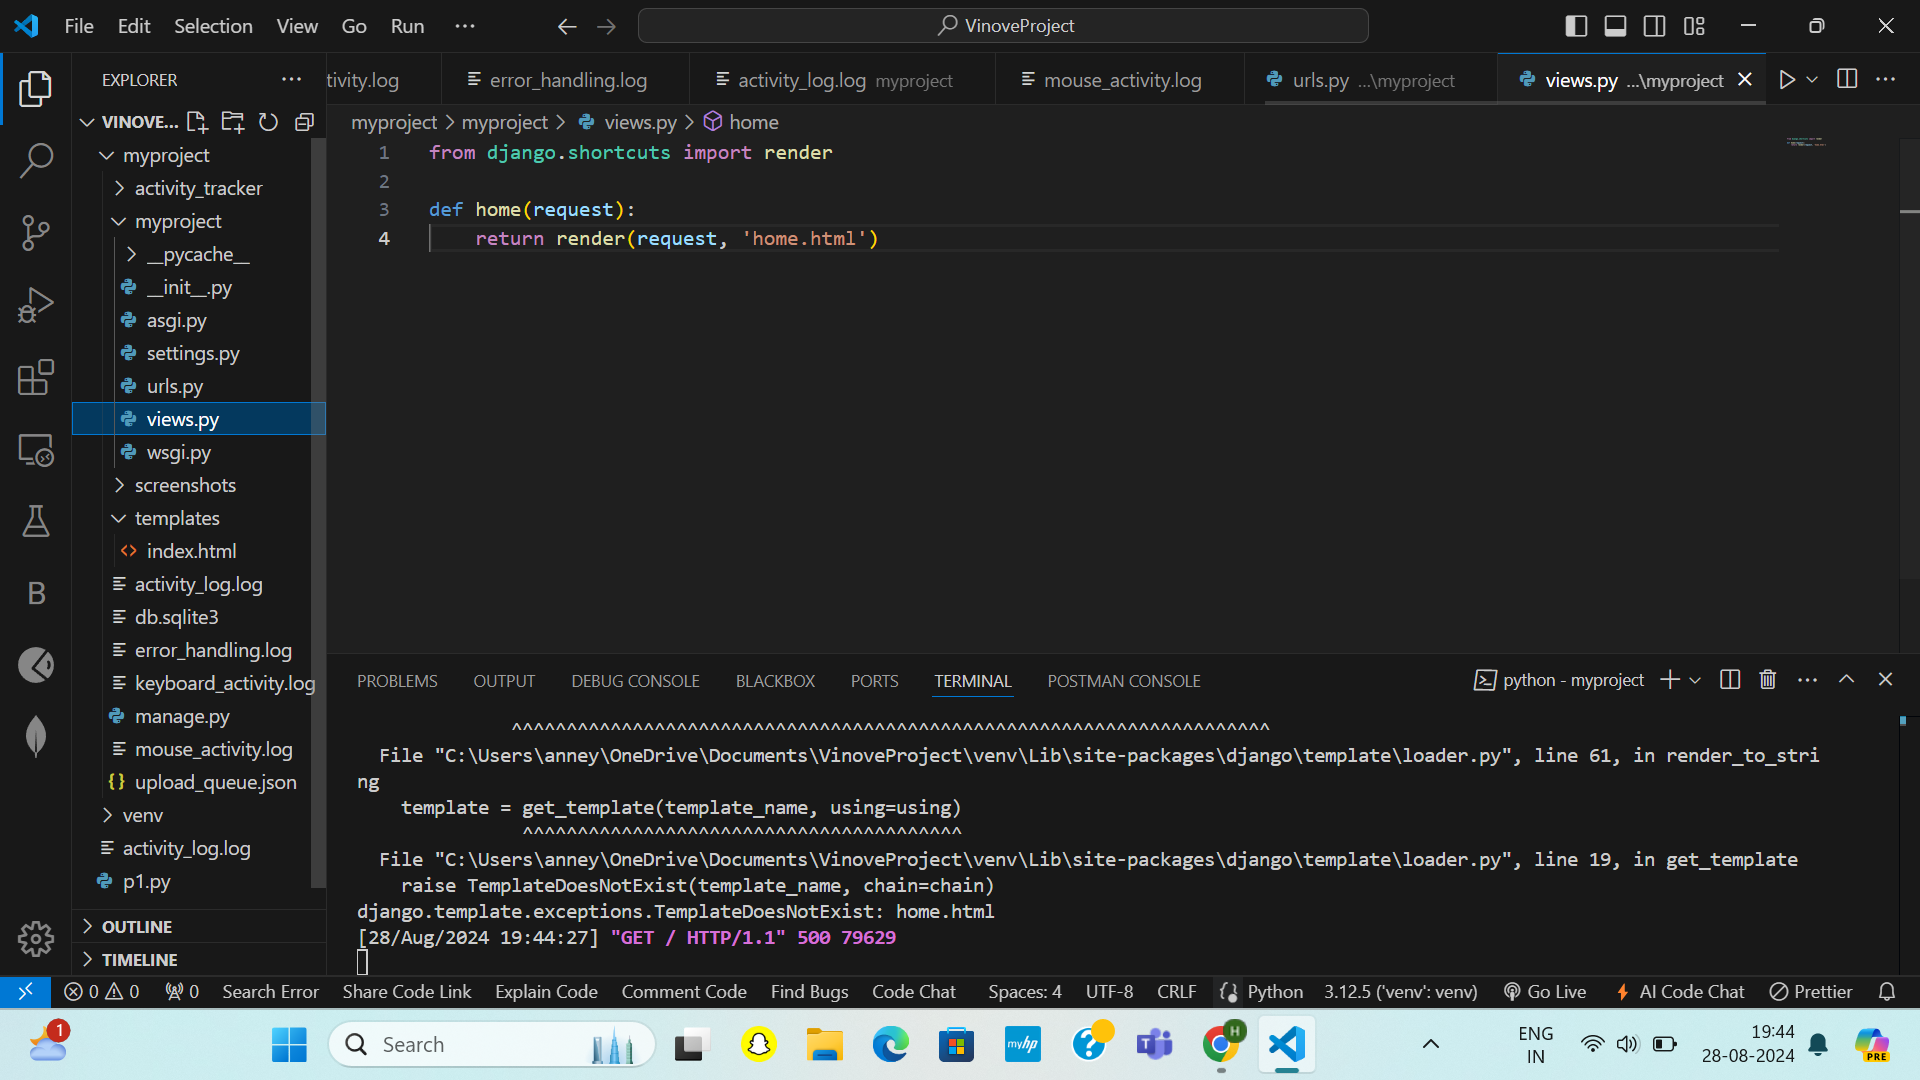 File Edit Selection View Go Run ···
VinoveProject
EXPLORER ···
tivity.log
error_handling.log
activity_log.log myproject
mouse_activity.log
urls.py ...\myproject
views.py ...\myproject
VINOVE...
myproject
activity_tracker
myproject
__pycache__
__init__.py
asgi.py
settings.py
urls.py
views.py
wsgi.py
screenshots
templates
index.html
activity_log.log
db.sqlite3
error_handling.log
keyboard_activity.log
manage.py
mouse_activity.log
upload_queue.json
venv
activity_log.log
p1.py
OUTLINE
TIMELINE
myproject > myproject > views.py > home
1 from django.shortcuts import render
2
3 def home(request):
4     return render(request, 'home.html')
PROBLEMS OUTPUT DEBUG CONSOLE BLACKBOX PORTS TERMINAL POSTMAN CONSOLE
python - myproject
^^^^^^^^^^^^^^^^^^^^^^^^^^^^^^^^^^^^^^^^^^^^^^^^^^^^^^^^^^^^^^^^^^^^^
File "C:\Users\anney\OneDrive\Documents\VinoveProject\venv\Lib\site-packages\django\template\loader.py", line 61, in render_to_stri
ng
template = get_template(template_name, using=using)
^^^^^^^^^^^^^^^^^^^^^^^^^^^^^^^^^^^^^^^^
File "C:\Users\anney\OneDrive\Documents\VinoveProject\venv\Lib\site-packages\django\template\loader.py", line 19, in get_template
raise TemplateDoesNotExist(template_name, chain=chain)
django.template.exceptions.TemplateDoesNotExist: home.html
[28/Aug/2024 19:44:27] "GET / HTTP/1.1" 500 79629
0 0 0 Search Error Share Code Link Explain Code Comment Code Find Bugs Code Chat Spaces: 4 UTF-8 CRLF Python 3.12.5 ('venv': venv) Go Live AI Code Chat Prettier
B
1
Search
myhp
H
ENG
IN
19:44
28-08-2024
PRE